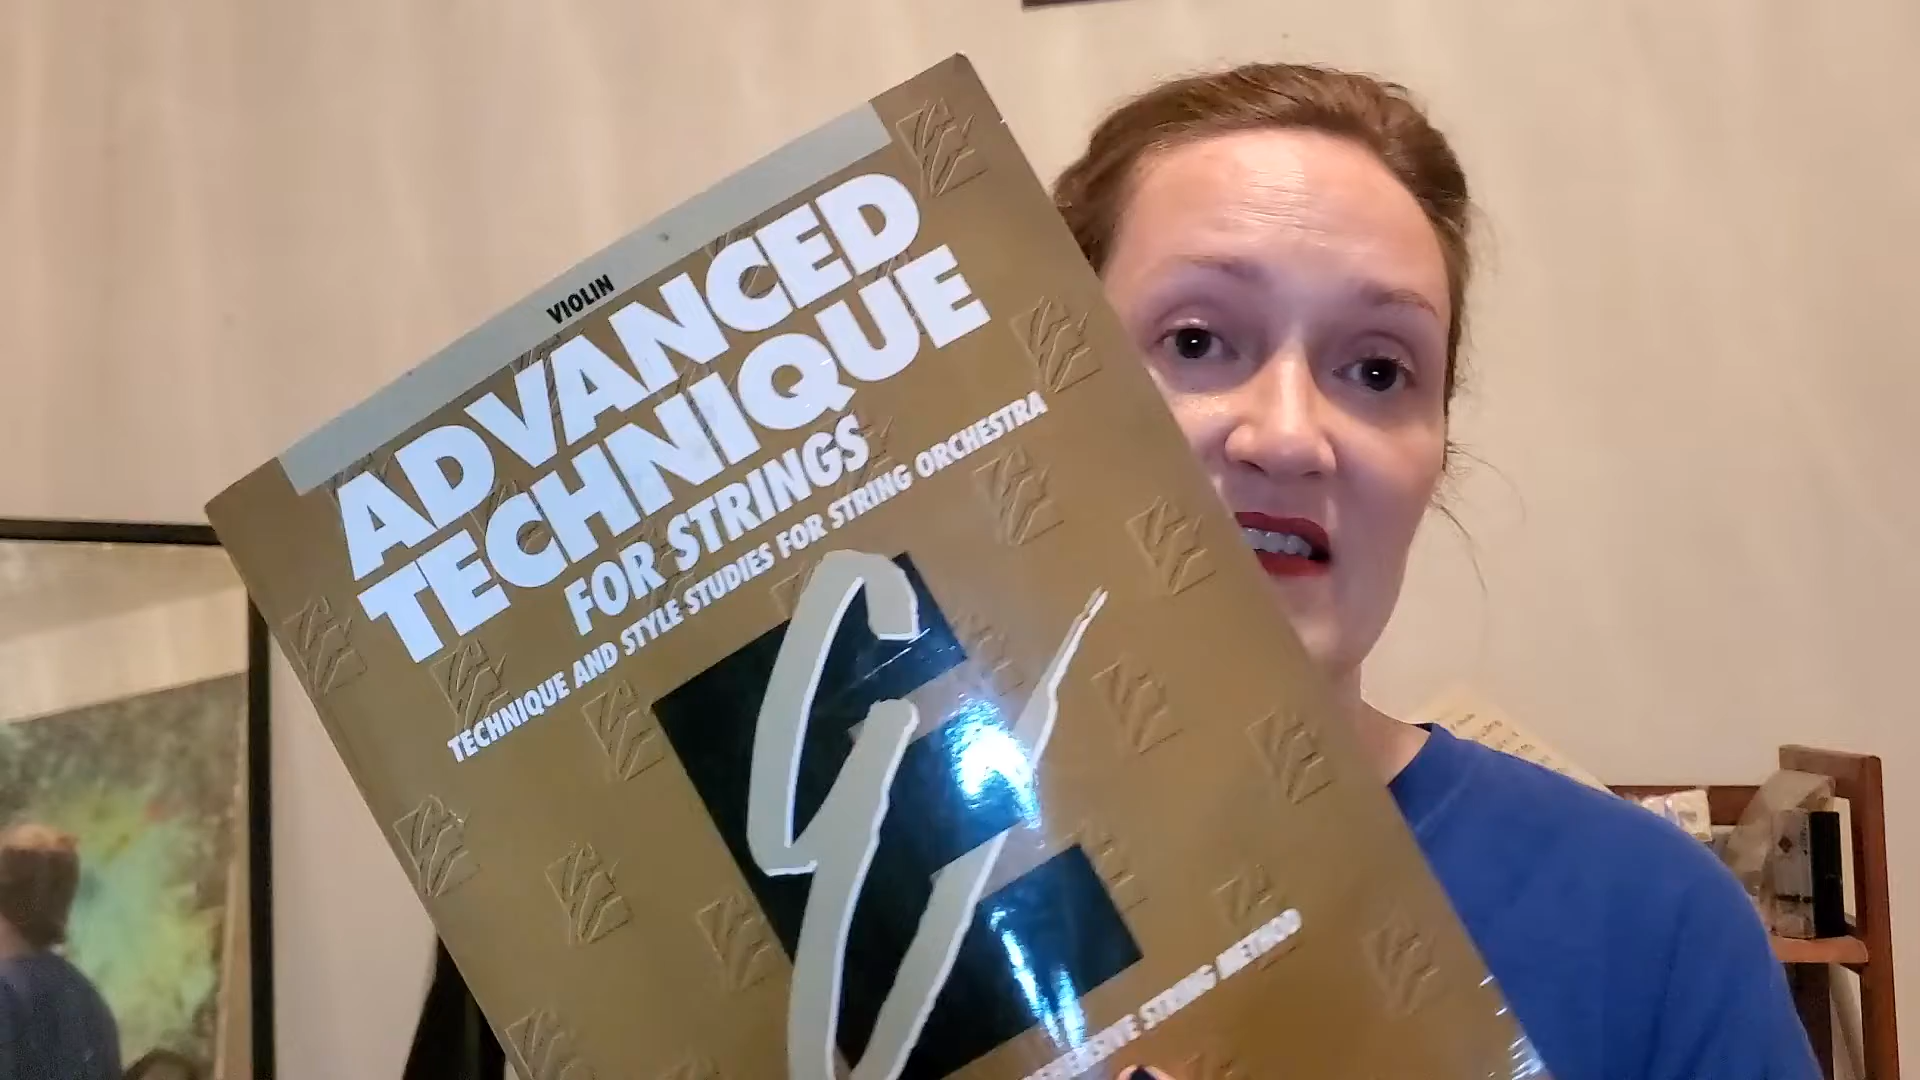 VIOLIN
ADVANCED
TECHNIQUE
FOR STRINGS
TECHNIQUE AND STYLE STUDIES FOR STRING ORCHESTRA
STRING METHOD